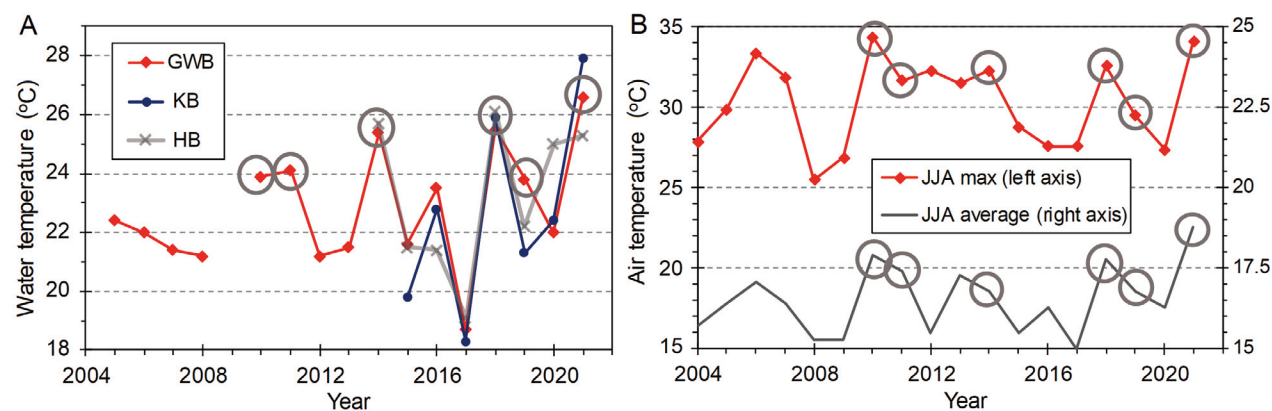 A
Water temperature (ºC)
28
26
24
22
20
18
GWB
KB
HB
2004
2008
2012
2016
2020
Year
B
Air temperature (ºC)
35
30
25
20
15
25
22.5
20
17.5
15
JJA max (left axis)
JJA average (right axis)
2004
2008
2012
2016
2020
Year